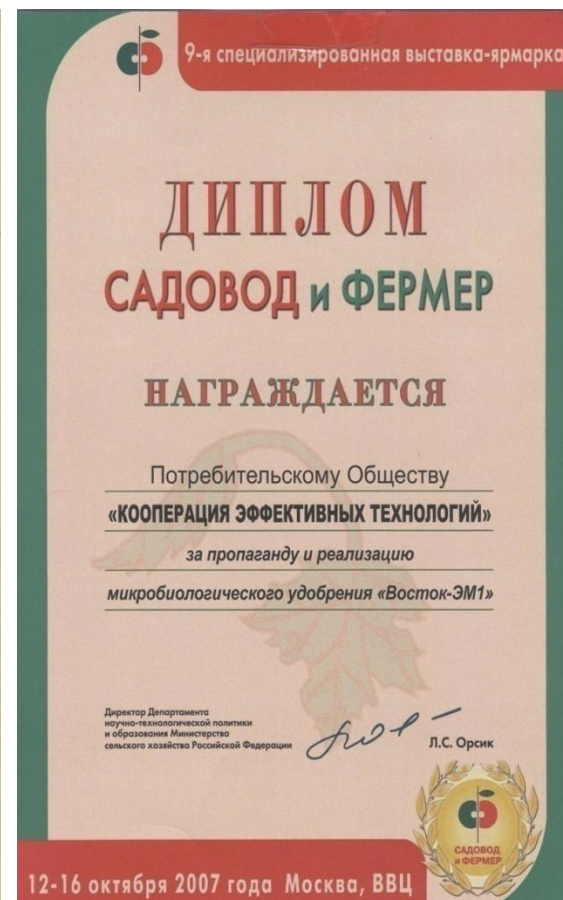 9-я специализированная выставка-ярмарка
ДИПЛОМ
САДОВОД и ФЕРМЕР
НАГРАЖДАЕТСЯ
Потребительскому Обществу
«КООПЕРАЦИЯ ЭФФЕКТИВНЫХ ТЕХНОЛОГИЙ»
за пропаганду и реализацию
микробиологического удобрения «Восток-ЭМ1»
Директор Департамента
научно-технологической политики
и образования Министерства
сельского хозяйства Российской Федерации
Л.С. Орсик
САДОВОД
и ФЕРМЕР
12-16 октября 2007 года Москва, ВВЦ